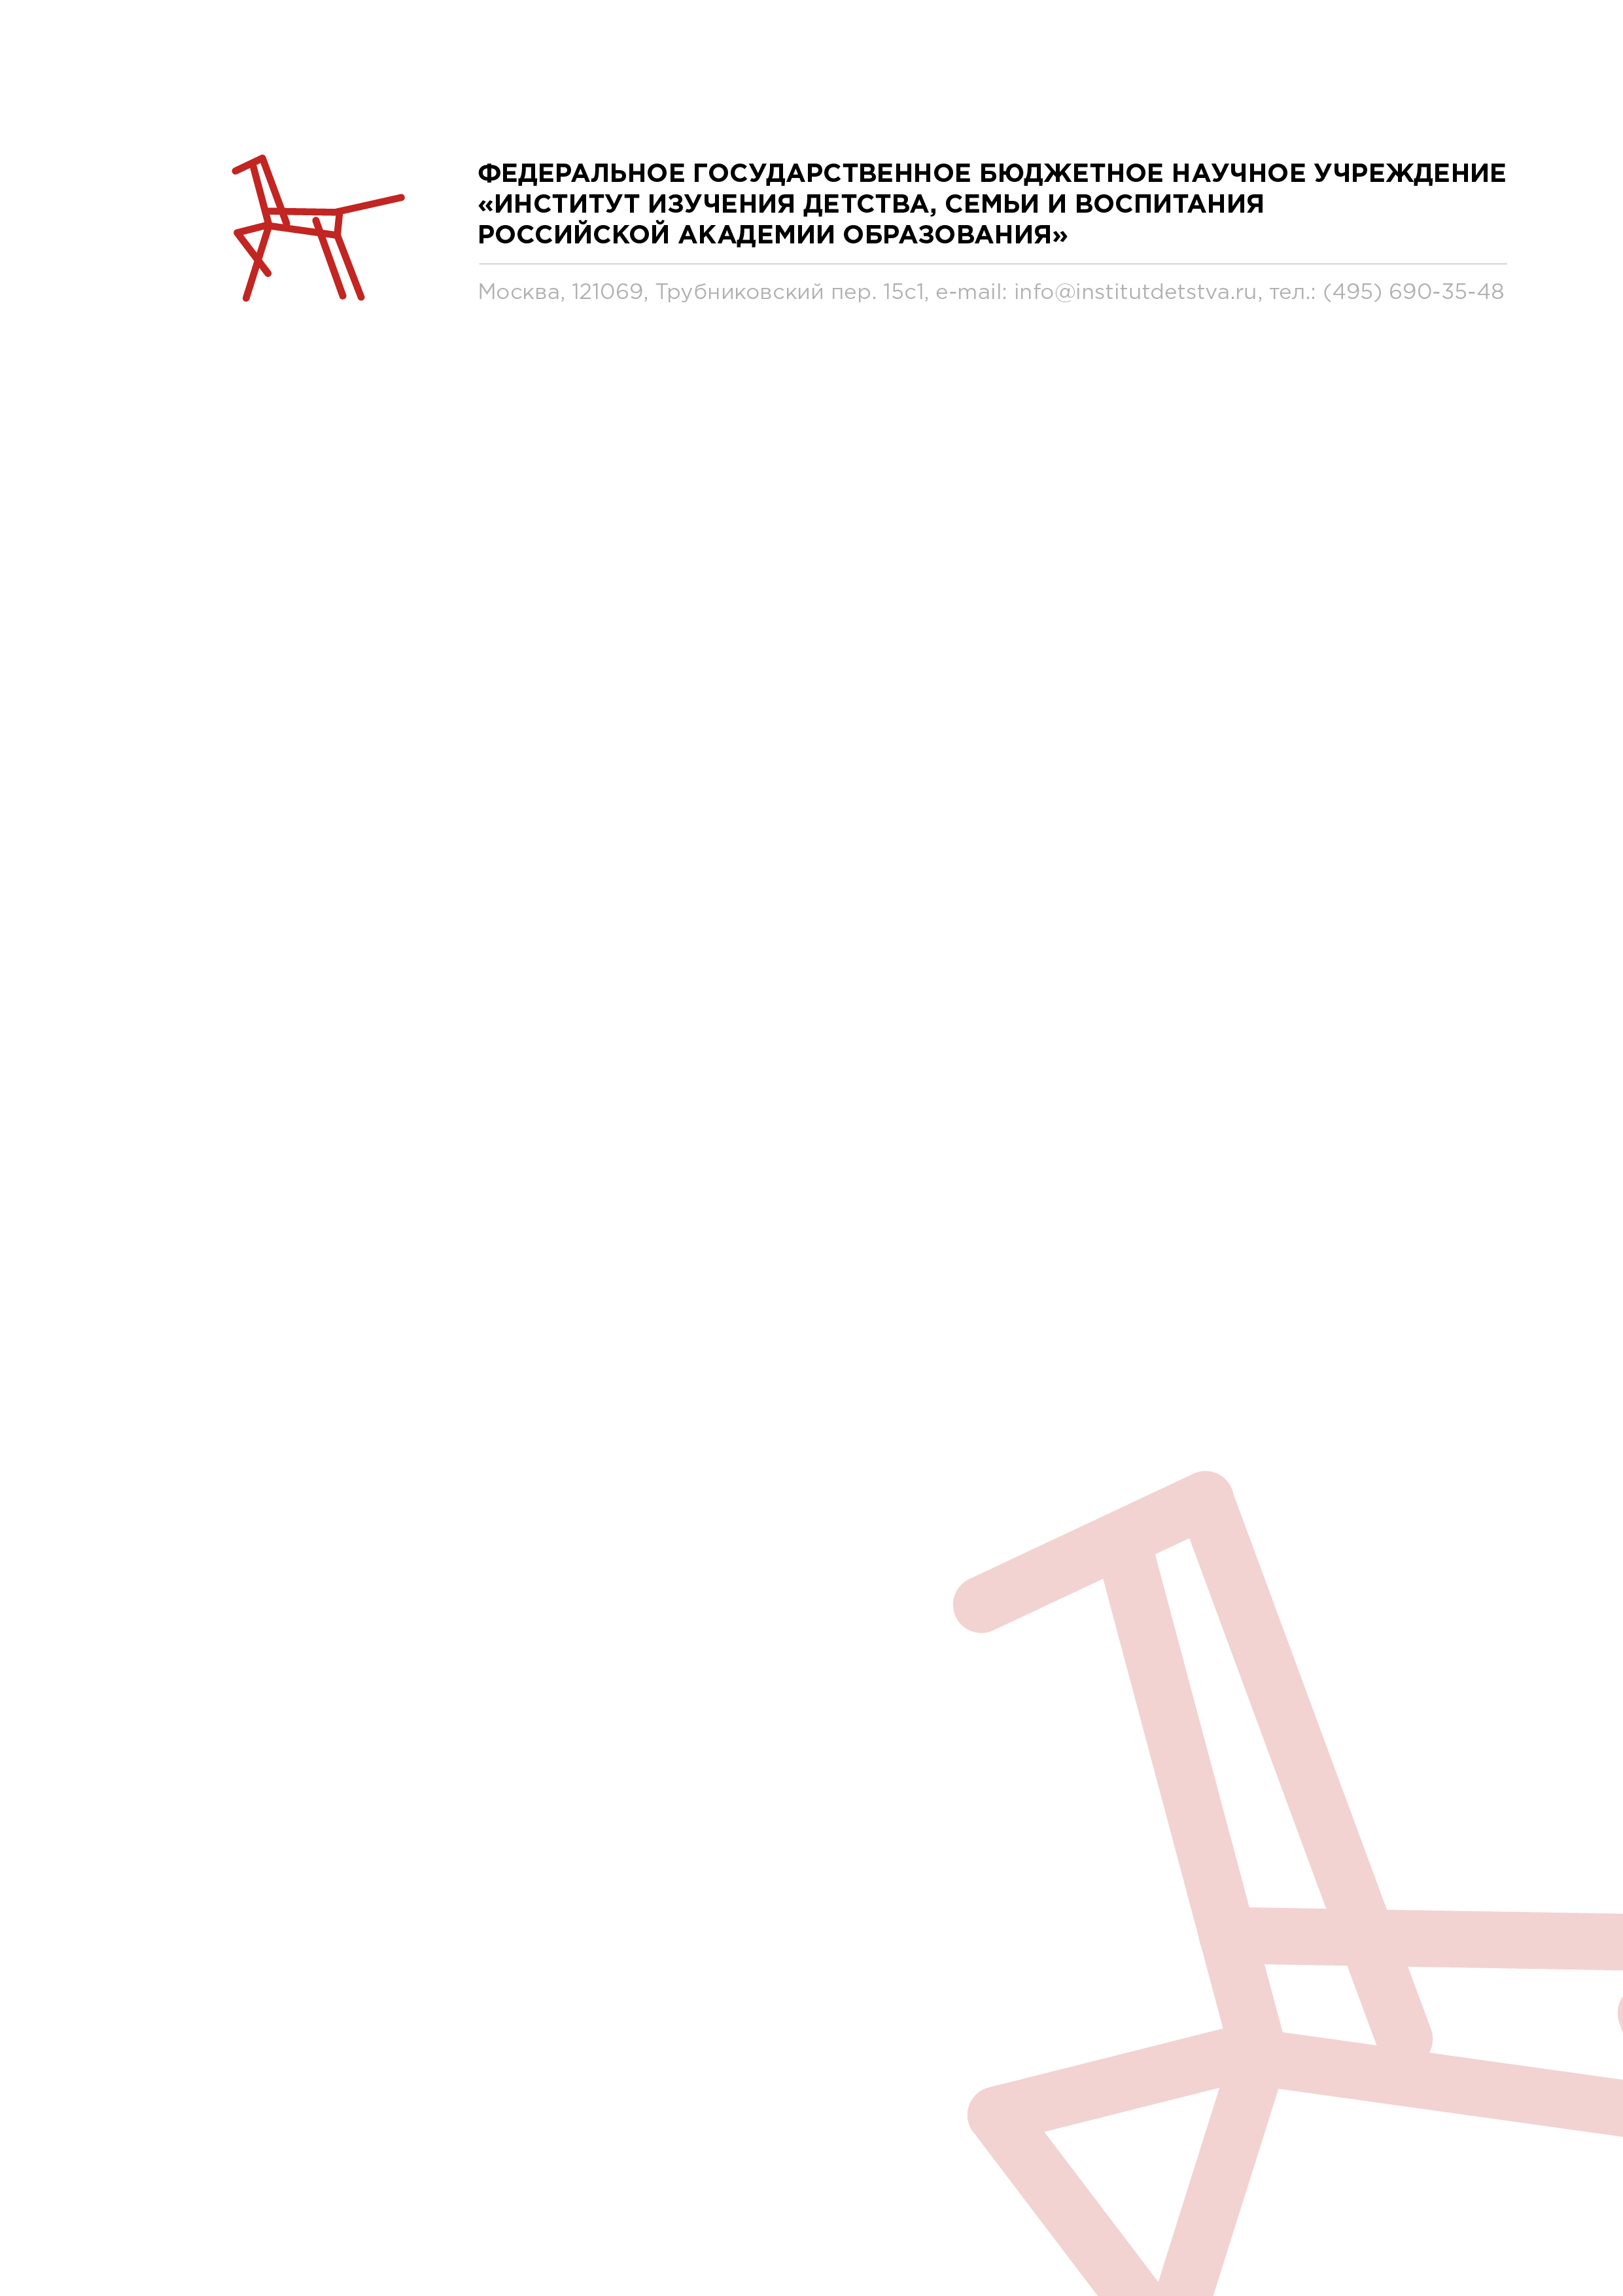 ФЕДЕРАЛЬНОЕ ГОСУДАРСТВЕННОЕ БЮДЖЕТНОЕ НАУЧНОЕ УЧРЕЖДЕНИЕ
«ИНСТИТУТ ИЗУЧЕНИЯ ДЕТСТВА, СЕМЬИ И ВОСПИТАНИЯ
РОССИЙСКОЙ АКАДЕМИИ ОБРАЗОВАНИЯ»
Москва, 121069, Трубниковский пер. 15с1, e-mail: info@institutdetstva.ru, тел.: (495) 690-35-48